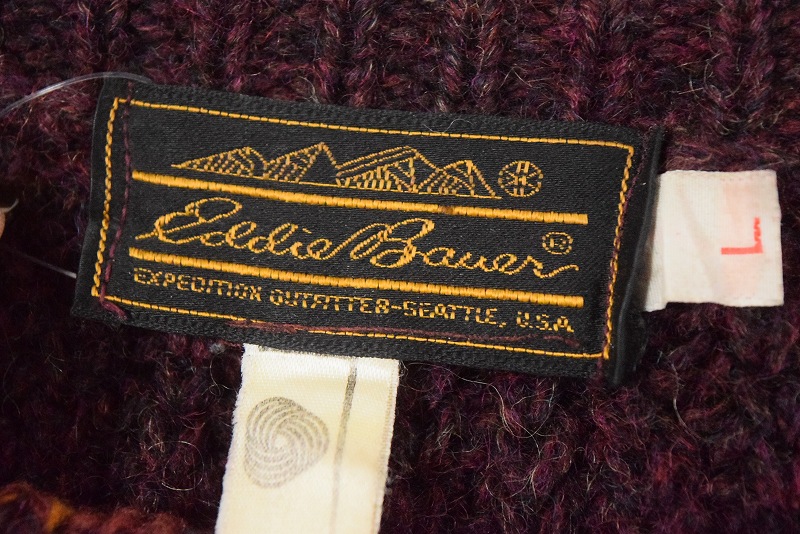 Eddie Bauer ®
EXPEDITION OUTFITTER-SEATTLE, U.S.A
L